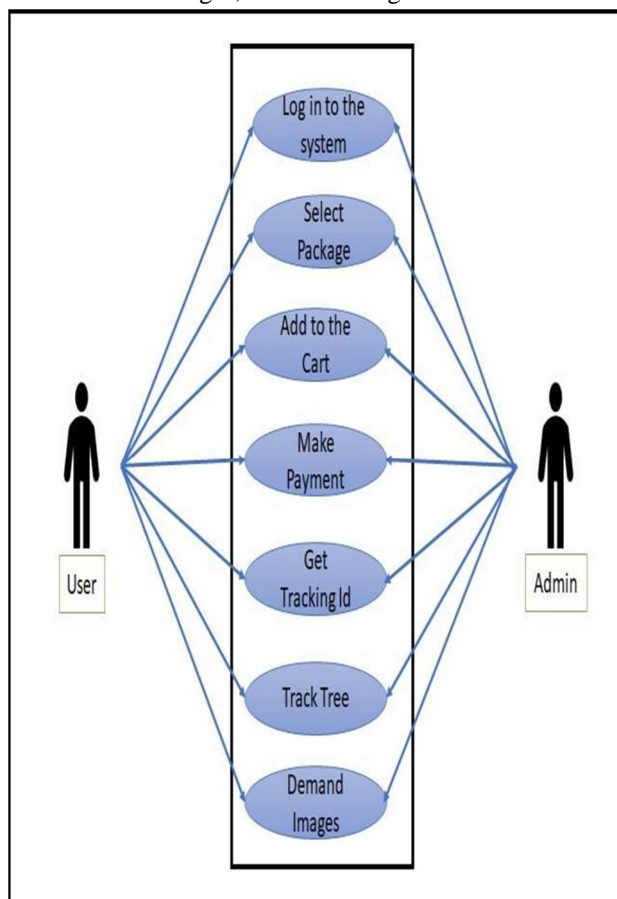 Log in to the
system
Select
Package
Add to the
Cart
Make
Payment
Get
Tracking Id
Track Tree
Demand
Images
User
Admin